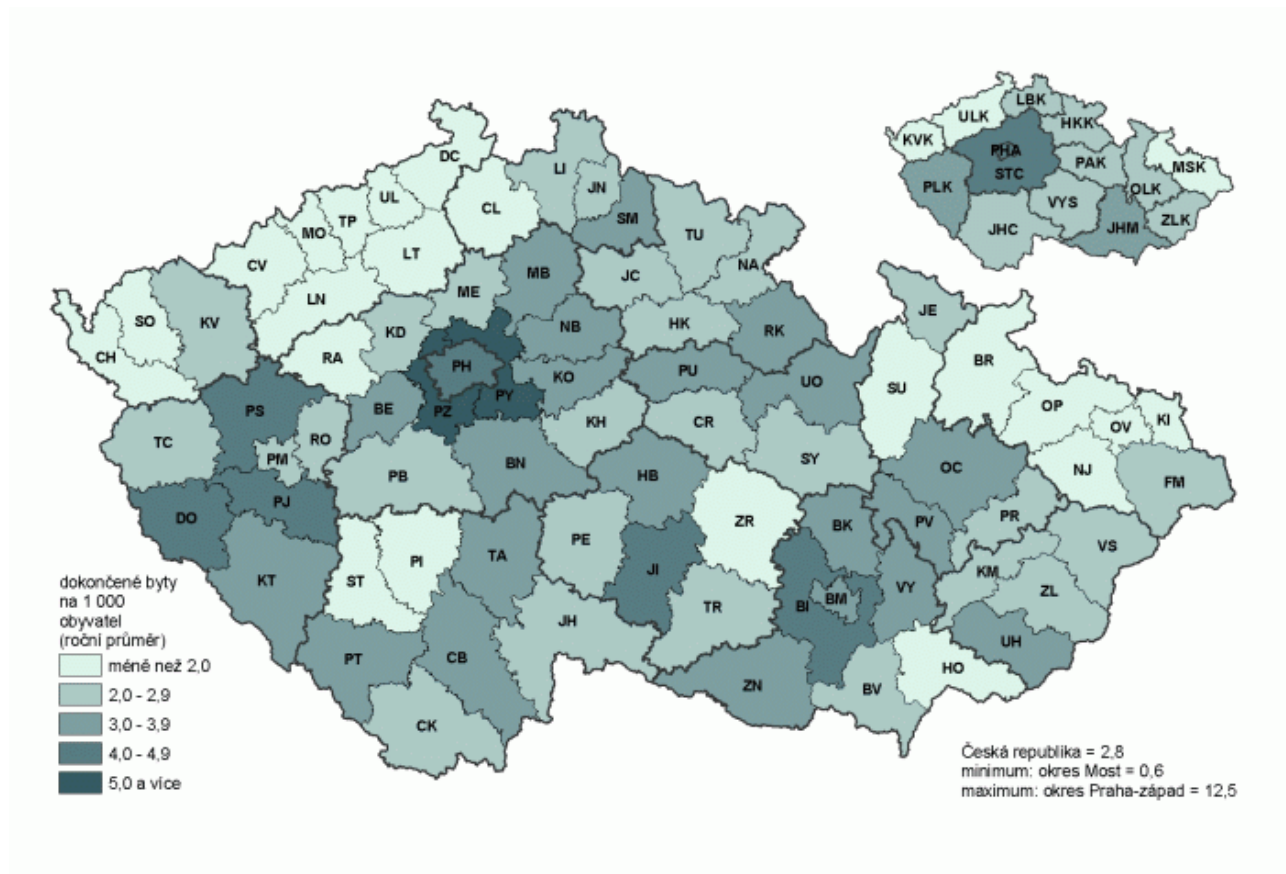 LBK
ULK
HKK
KVK
PHA
PAK
MSK
STC
PLK
OLK
VYS
ZLK
JHM
JHC
DC
LI
JN
UL
CL
SM
TP
MO
TU
LT
CV
NA
MB
JC
ME
LN
JE
SO
KV
NB
HK
KD
RK
CH
RA
BR
PH
PU
KO
UO
SU
PY
OP
PS
BE
PZ
KI
KH
CR
OV
RO
TC
PM
SY
OC
NJ
BN
HB
PB
FM
PJ
DO
PR
ZR
PV
BK
PE
VS
TA
PI
JI
KM
KT
ST
VY
ZL
BM
BI
TR
JH
UH
CB
PT
HO
ZN
BV
CK
dokončené byty
na 1 000
obyvatel
(roční průměr)
méně než 2,0
2,0 - 2,9
3,0 - 3,9
4,0 - 4,9
5,0 a více
Česká republika = 2,8
minimum: okres Most = 0,6
maximum: okres Praha-západ = 12,5